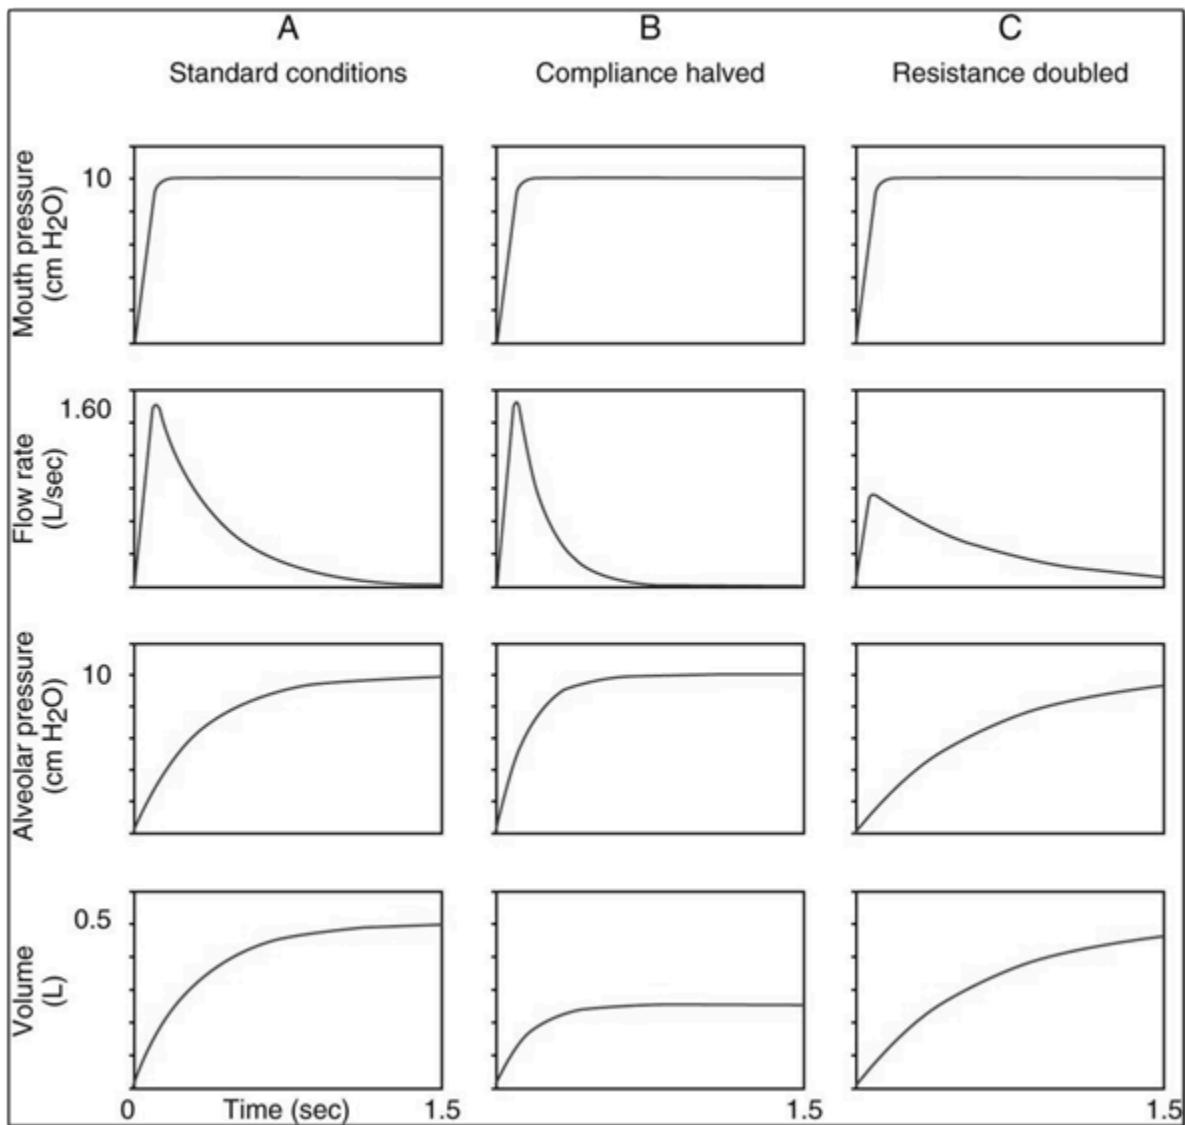 A
B
C
Standard conditions
Compliance halved
Resistance doubled
Mouth pressure
(cm H2O)
10
Flow rate
(L/sec)
1.60
Alveolar pressure
(cm H2O)
10
Volume
(L)
0.5
0
Time (sec)
1.5
1.5
1.5